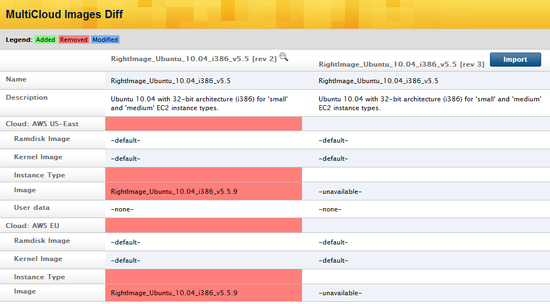 MultiCloud Images Diff
Legend: Added Removed Modified
RightImage_Ubuntu_10.04_i386_v5.5 [rev 2] RightImage_Ubuntu_10.04_i386_v5.5 [rev 3] Import
Name RightImage_Ubuntu_10.04_i386_v5.5 RightImage_Ubuntu_10.04_i386_v5.5
Description Ubuntu 10.04 with 32-bit architecture (i386) for 'small' Ubuntu 10.04 with 32-bit architecture (i386) for 'small' and 'medium'
and 'medium' EC2 instance types. EC2 instance types.
Cloud: AWS US-East
Ramdisk Image -default- -default-
Kernel Image -default- -default-
Instance Type
Image RightImage_Ubuntu_10.04_i386_v5.5.9 -unavailable-
User data -none- -none-
Cloud: AWS EU
Ramdisk Image -default- -default-
Kernel Image -default- -default-
Instance Type
Image RightImage_Ubuntu_10.04_i386_v5.5.9 -unavailable-